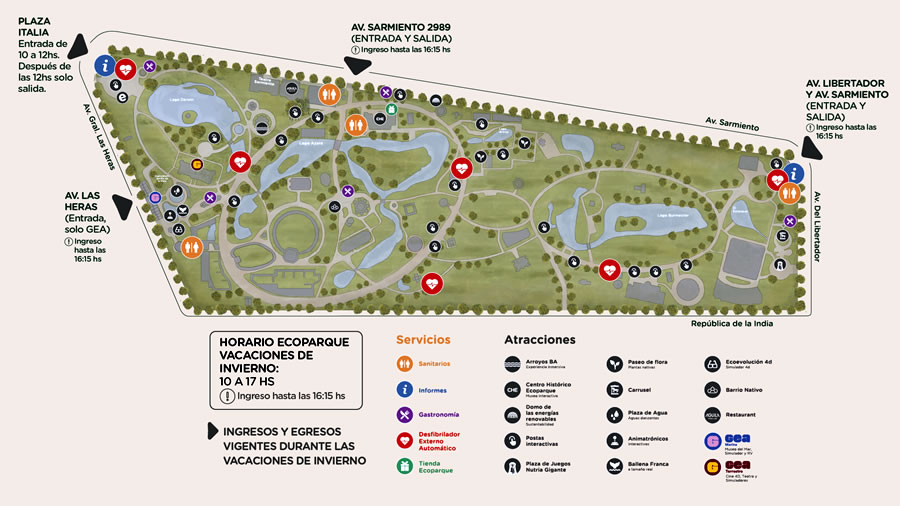 PLAZA
ITALIA
Entrada de
10 a 12hs.
Después de
las 12hs solo
salida.
AV. SARMIENTO 2989
(ENTRADA Y SALIDA)
Ingreso hasta las 16:15 hs
AV. LIBERTADOR
Y AV. SARMIENTO
(ENTRADA Y
SALIDA)
Ingreso hasta las
16:15 hs
Av. Sarmiento
Av. Gral. Las Heras
AV. LAS
HERAS
(Entrada,
solo GEA)
Ingreso
hasta las
16:15 hs
Av. Del Libertador
República de la India
Lago Darwin
Lago Azara
Lago Burmeister
AGUILA
CHE
HORARIO ECOPARQUE
VACACIONES DE
INVIERNO:
10 A 17 HS
Ingreso hasta las 16:15 hs
INGRESOS Y EGRESOS
VIGENTES DURANTE LAS
VACACIONES DE INVIERNO
Servicios
Sanitarios
Informes
Gastronomía
Desfibrilador
Externo
Automático
Tienda
Ecoparque
Atracciones
Arroyos BA
Experiencia inmersiva
CHE
Centro Histórico
Ecoparque
Museo interactivo
Domo de
las energías
renovables
Sustentabilidad
Postas
interactivas
Plaza de Juegos
Nutria Gigante
Paseo de flora
Plantas nativas
Carrusel
Plaza de Agua
Aguas danzantes
Animatrónicos
interactivos
Ballena Franca
a tamaño real
Ecoevolución 4d
Simulador 4d
Barrio Nativo
AGUILA
Restaurant
gea
Marina
Museo del Mar,
Simulador y RV
gea
Terrestre
Cine 4D, Teatro y
Simuladores